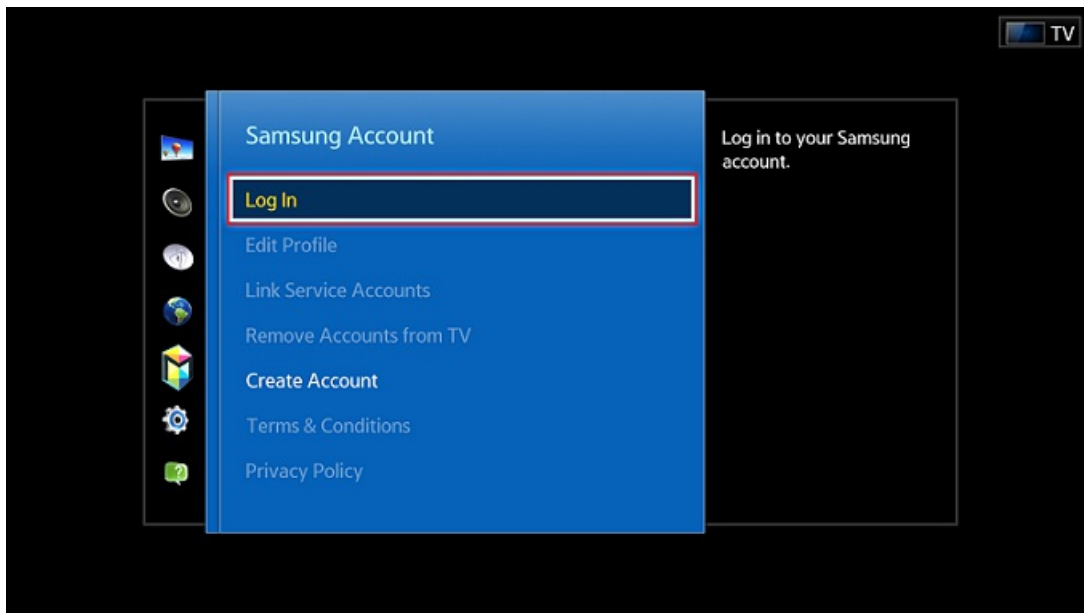 TV
Samsung Account
Log In
Edit Profile
Link Service Accounts
Remove Accounts from TV
Create Account
Terms & Conditions
Privacy Policy
Log in to your Samsung
account.